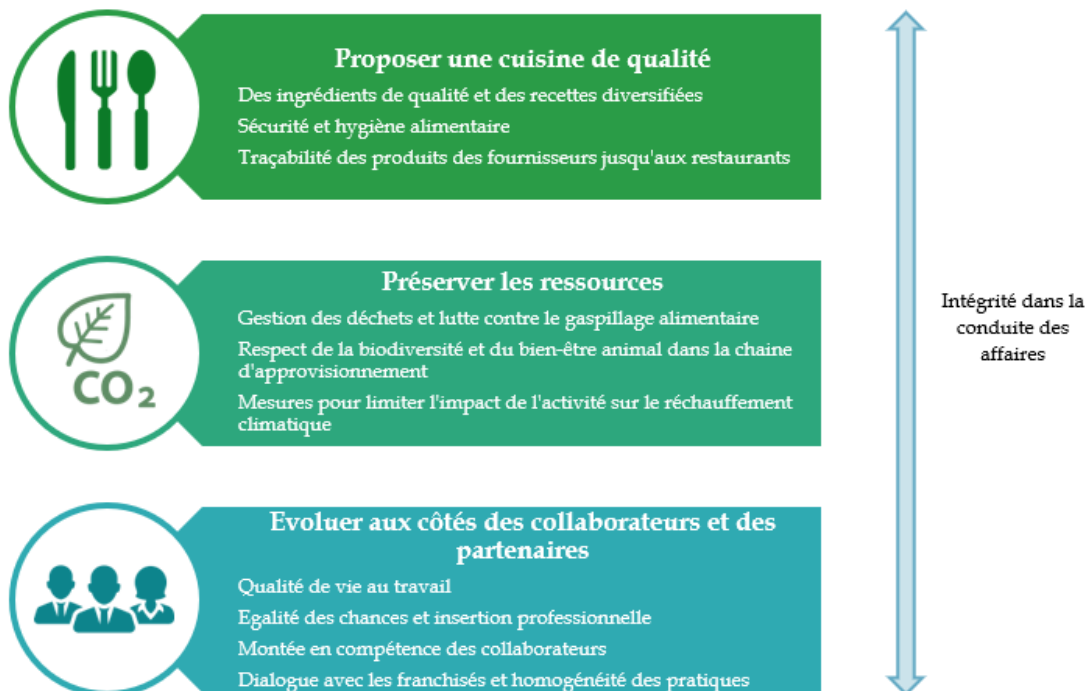 Proposer une cuisine de qualité
Des ingrédients de qualité et des recettes diversifiées
Sécurité et hygiène alimentaire
Traçabilité des produits des fournisseurs jusqu'aux restaurants
Préserver les ressources
Gestion des déchets et lutte contre le gaspillage alimentaire
Respect de la biodiversité et du bien-être animal dans la chaine
d'approvisionnement
Mesures pour limiter l'impact de l'activité sur le réchauffement
climatique
CO₂
Evoluer aux côtés des collaborateurs et des
partenaires
Qualité de vie au travail
Egalité des chances et insertion professionnelle
Montée en compétence des collaborateurs
Dialogue avec les franchisés et homogénéité des pratiques
Intégrité dans la
conduite des
affaires